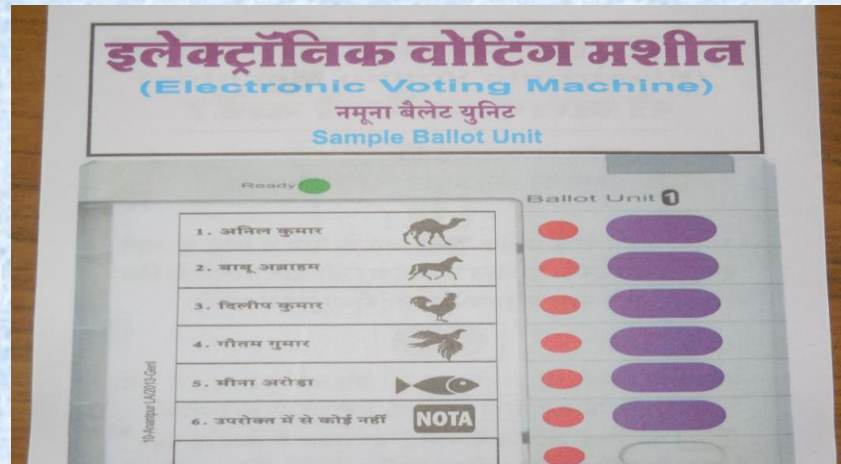 इलेक्ट्रॉनिक वोटिंग मशीन
(Electronic Voting Machine)
नमूना बैलेट युनिट
Sample Ballot Unit
Ready
Ballot Unit 1
1. अनिल कुमार
2. बाबू अब्राहम
3. दिलीप कुमार
4. गौतम गुमार
5. मीना अरोड़ा
6. उपरोक्त में से कोई नहीं NOTA